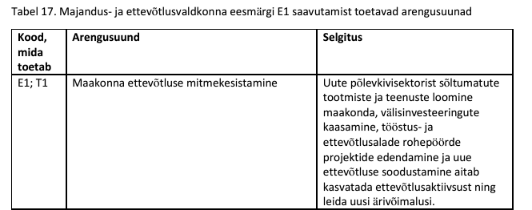 Tabel 17. Majandus- ja ettevõtlusvaldkonna eesmärgi E1 saavutamist toetavad arengusuunad
Kood, mida toetab
Arengusuund
Selgitus
E1; T1
Maakonna ettevõtluse mitmekesistamine
Uute põlevkivisektorist sõltumatute
tootmiste ja teenuste loomine
maakonda, välisinvesteeringute
kaasamine, tööstus- ja
ettevõtlusalade rohepöörde
projektide edendamine ja uue
ettevõtluse soodustamine aitab
kasvatada ettevõtlusaktiivsust ning
leida uusi ärivõimalusi.